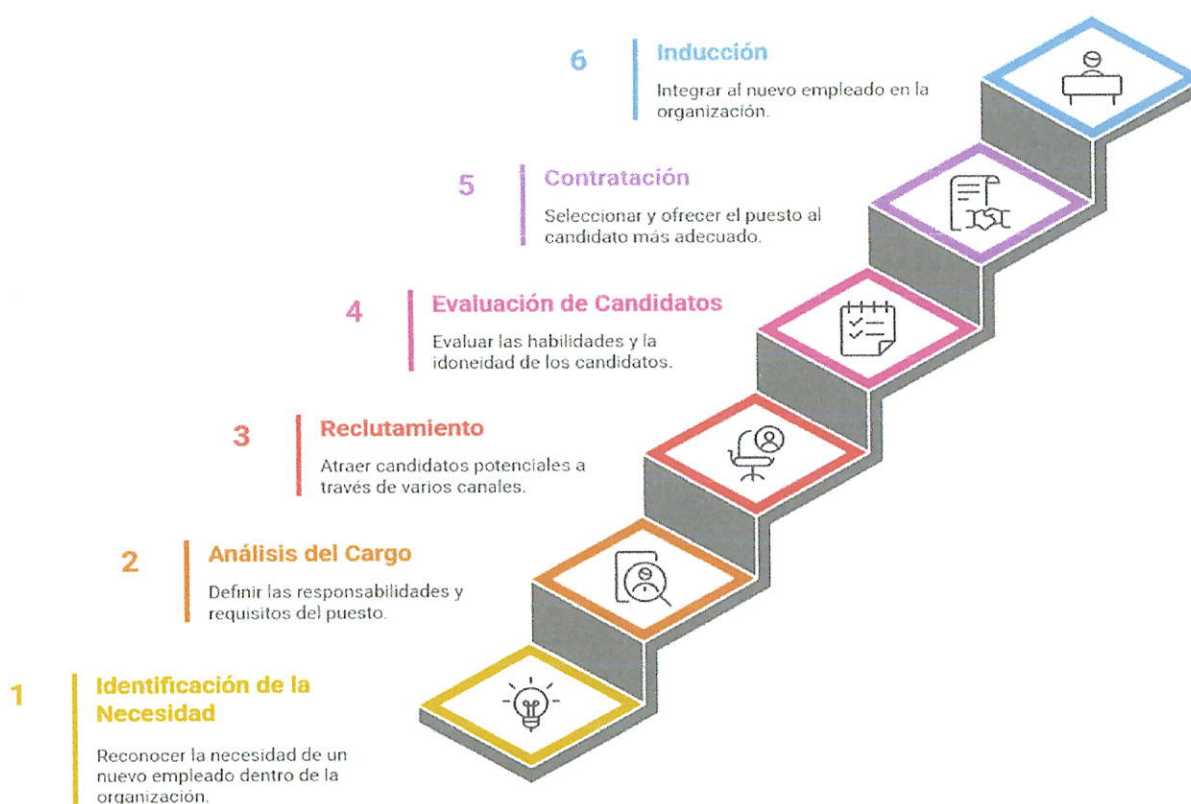 6
Inducción
Integrar al nuevo empleado en la
organización.
5
Contratación
Seleccionar y ofrecer el puesto al
candidato más adecuado.
4
Evaluación de Candidatos
Evaluar las habilidades y la
idoneidad de los candidatos.
3
Reclutamiento
Atraer candidatos potenciales a
través de varios canales.
2
Análisis del Cargo
Definir las responsabilidades y
requisitos del puesto.
1
Identificación de la
Necesidad
Reconocer la necesidad de un
nuevo empleado dentro de la
organización.